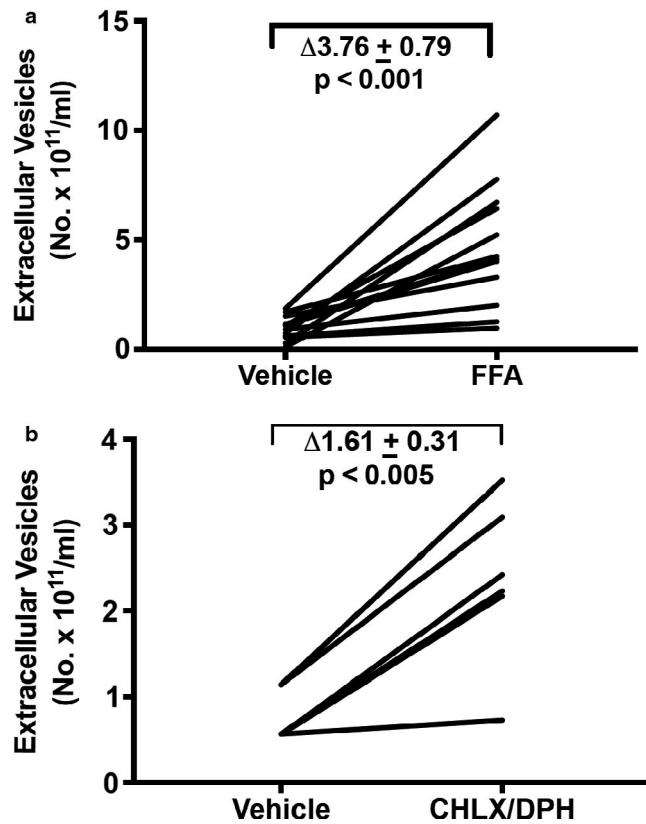 a
Extracellular Vesicles
(No. x 10¹¹/ml)
15
10
5
0
Δ3.76 ± 0.79
p < 0.001
Vehicle
FFA
b
Extracellular Vesicles
(No. x 10¹¹/ml)
4
3
2
1
0
Δ1.61 ± 0.31
p < 0.005
Vehicle
CHLX/DPH